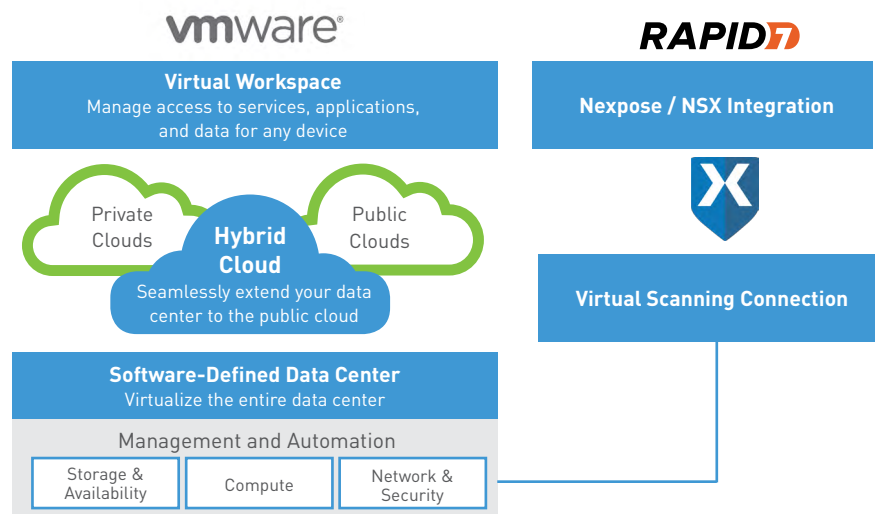 vmware®
Virtual Workspace
Manage access to services, applications,
and data for any device
Private
Clouds
Public
Clouds
Hybrid
Cloud
Seamlessly extend your data
center to the public cloud
Software-Defined Data Center
Virtualize the entire data center
Management and Automation
Storage &
Availability
Compute
Network &
Security
RAPID7
Nexpose / NSX Integration
X
Virtual Scanning Connection